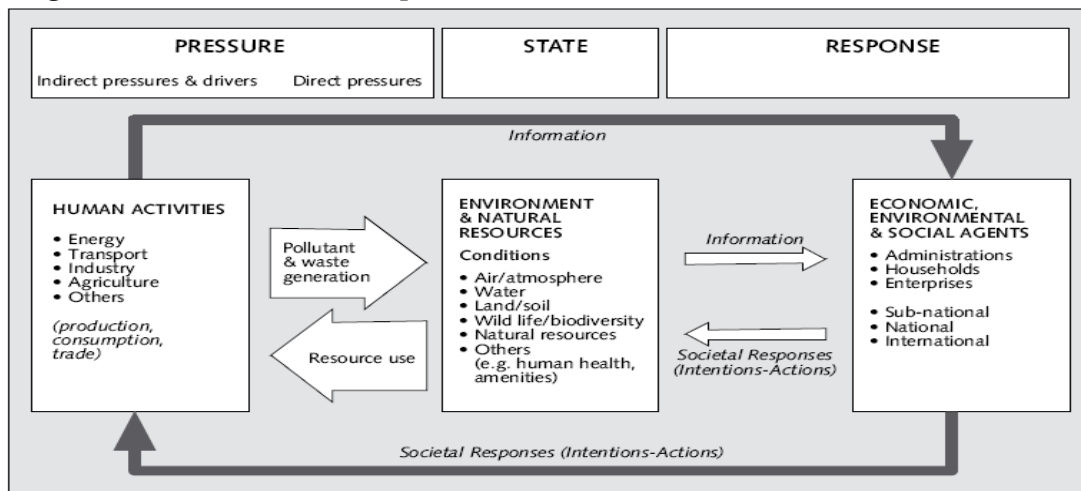 PRESSURE
Indirect pressures & drivers Direct pressures
STATE
RESPONSE
Information
HUMAN ACTIVITIES
• Energy
• Transport
• Industry
• Agriculture
• Others
(production,
consumption,
trade)
Pollutant
& waste
generation
Resource use
ENVIRONMENT
& NATURAL
RESOURCES
Conditions
• Air/atmosphere
• Water
• Land/soil
• Wild life/biodiversity
• Natural resources
• Others
(e.g. human health,
amenities)
Information
Societal Responses
(Intentions-Actions)
ECONOMIC,
ENVIRONMENTAL
& SOCIAL AGENTS
• Administrations
• Households
• Enterprises
• Sub-national
• National
• International
Societal Responses (Intentions-Actions)